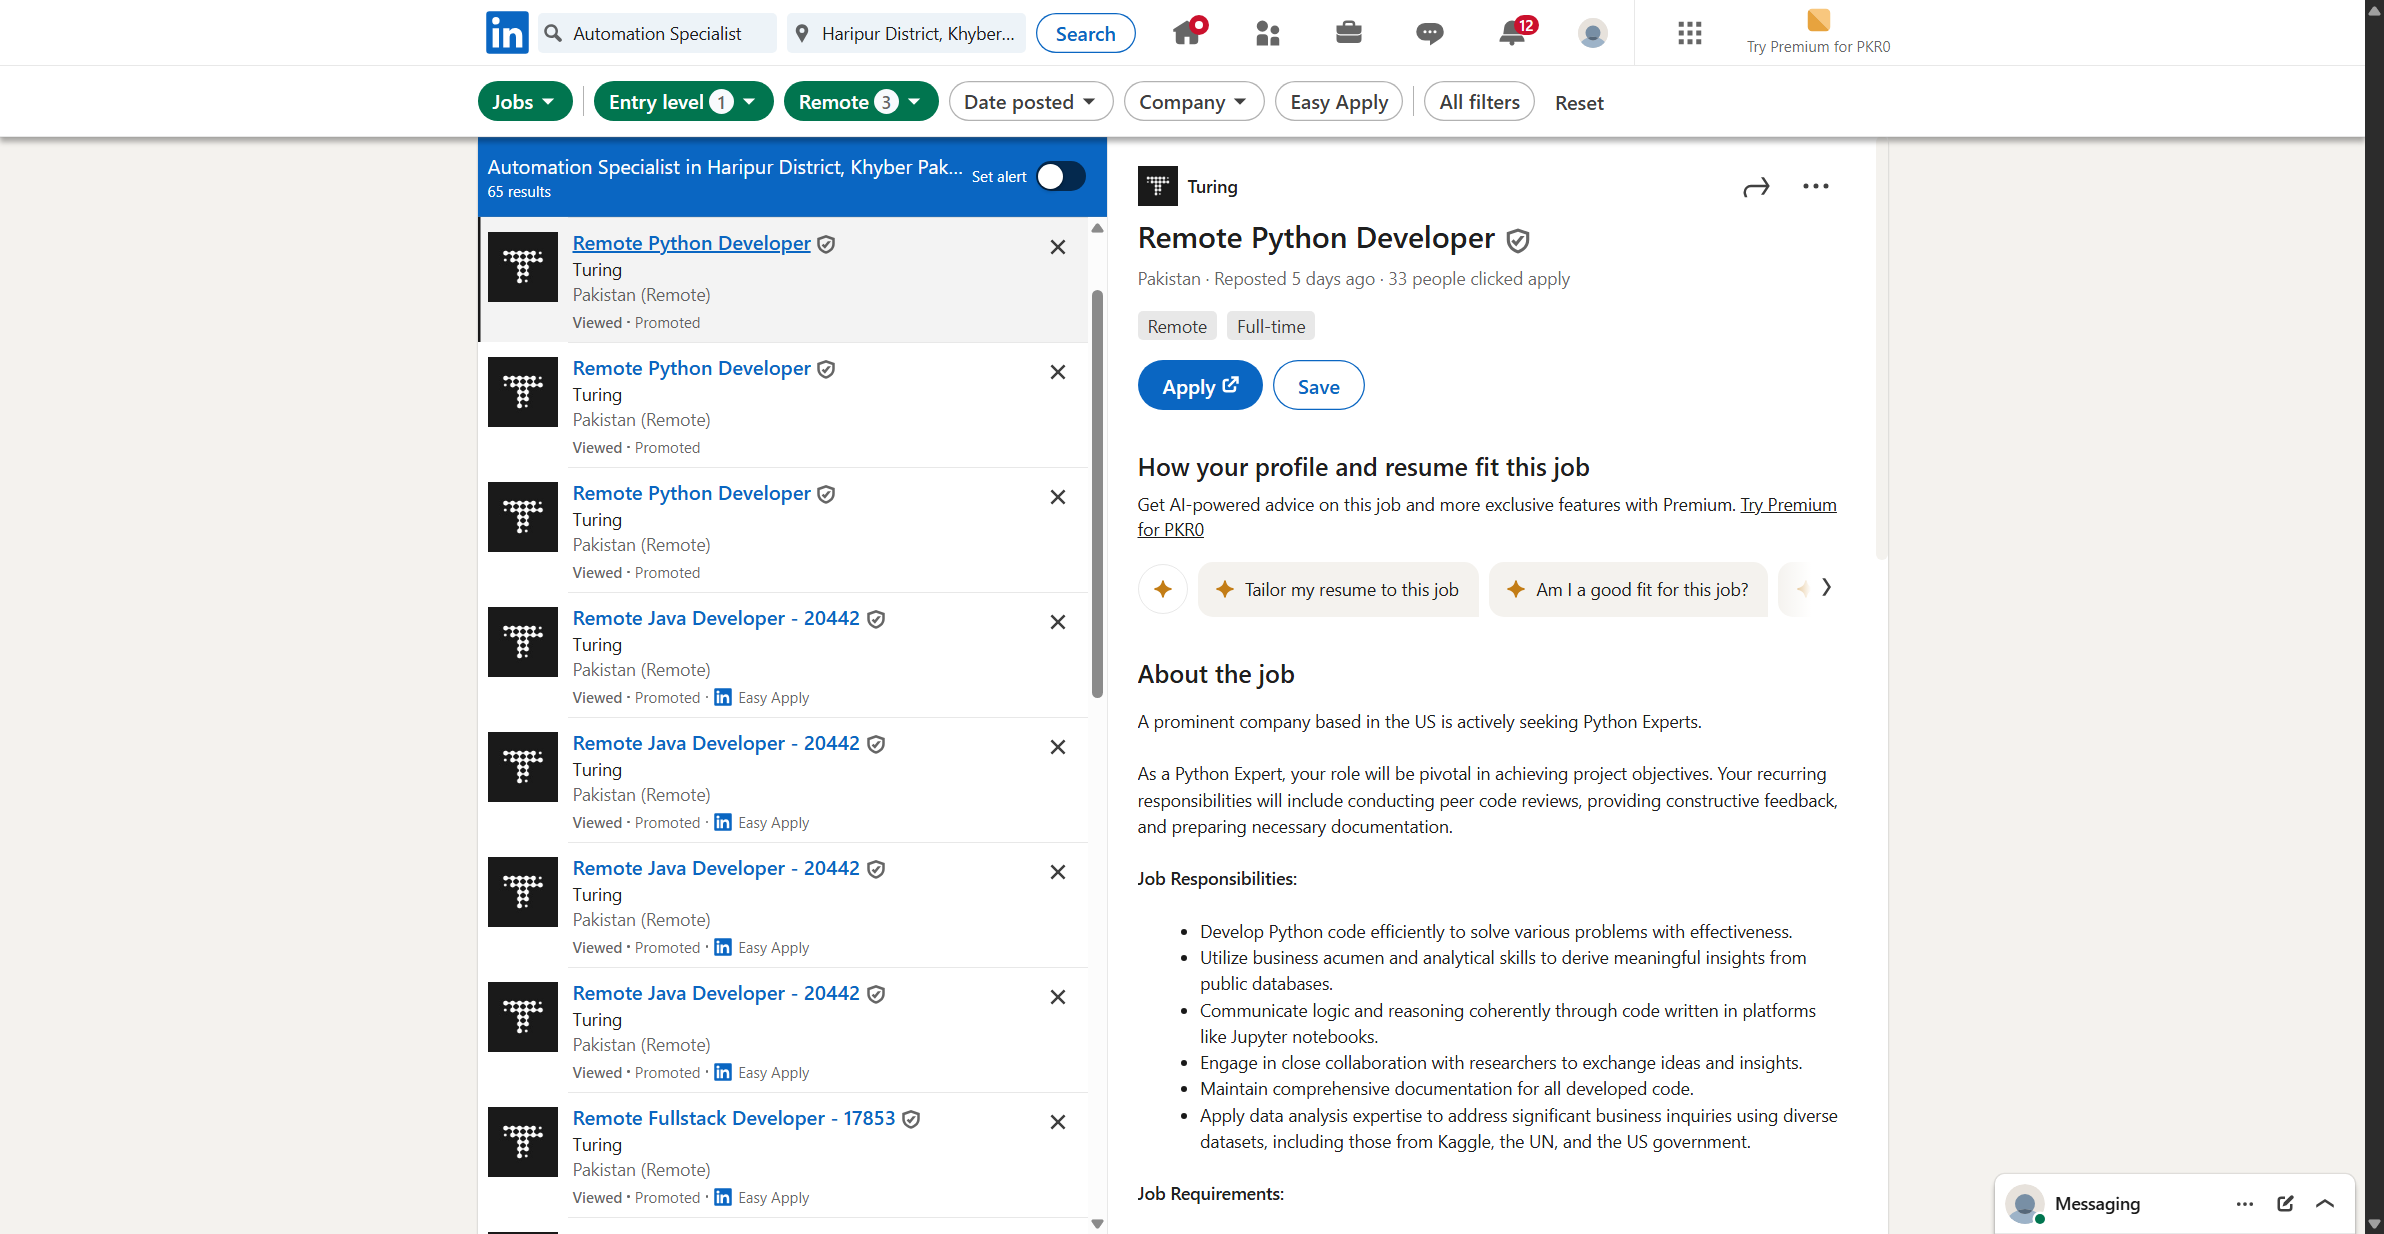 in
Automation Specialist
Haripur District, Khyber...
Search
12
Try Premium for PKR0
Jobs
Entry level 1
Remote 3
Date posted
Company
Easy Apply
All filters
Reset
Automation Specialist in Haripur District, Khyber Pak...
65 results
Set alert
Remote Python Developer
Turing
Pakistan (Remote)
Viewed · Promoted
Remote Python Developer
Turing
Pakistan (Remote)
Viewed · Promoted
Remote Python Developer
Turing
Pakistan (Remote)
Viewed · Promoted
Remote Java Developer - 20442
Turing
Pakistan (Remote)
Viewed · Promoted · in Easy Apply
Remote Java Developer - 20442
Turing
Pakistan (Remote)
Viewed · Promoted · in Easy Apply
Remote Java Developer - 20442
Turing
Pakistan (Remote)
Viewed · Promoted · in Easy Apply
Remote Java Developer - 20442
Turing
Pakistan (Remote)
Viewed · Promoted · in Easy Apply
Remote Fullstack Developer - 17853
Turing
Pakistan (Remote)
Viewed · Promoted · in Easy Apply
Turing
Remote Python Developer
Pakistan · Reposted 5 days ago · 33 people clicked apply
Remote
Full-time
Apply
Save
How your profile and resume fit this job
Get AI-powered advice on this job and more exclusive features with Premium. Try Premium
for PKR0
Tailor my resume to this job
Am I a good fit for this job?
About the job
A prominent company based in the US is actively seeking Python Experts.
As a Python Expert, your role will be pivotal in achieving project objectives. Your recurring
responsibilities will include conducting peer code reviews, providing constructive feedback,
and preparing necessary documentation.
Job Responsibilities:
• Develop Python code efficiently to solve various problems with effectiveness.
• Utilize business acumen and analytical skills to derive meaningful insights from
public databases.
• Communicate logic and reasoning coherently through code written in platforms
like Jupyter notebooks.
• Engage in close collaboration with researchers to exchange ideas and insights.
• Maintain comprehensive documentation for all developed code.
• Apply data analysis expertise to address significant business inquiries using diverse
datasets, including those from Kaggle, the UN, and the US government.
Job Requirements:
Messaging